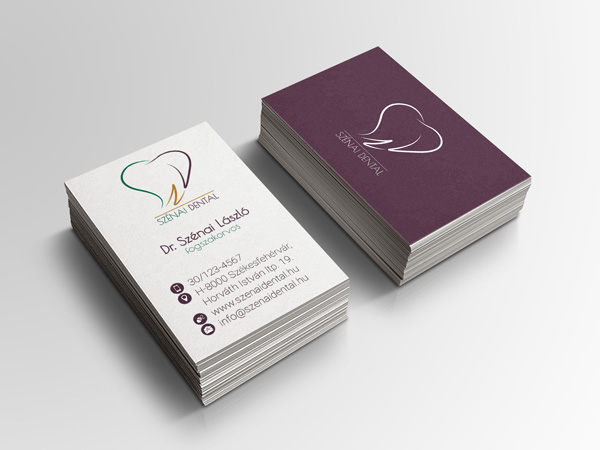 SZÉNAI DENTAL
Dr. Szénai László
fogszakorvos
30/123-4567
H-8000 Székesfehérvár,
Horváth István ltp. 19.
www.szenaidental.hu
info@szenaidental.hu
SZÉNAI DENTAL